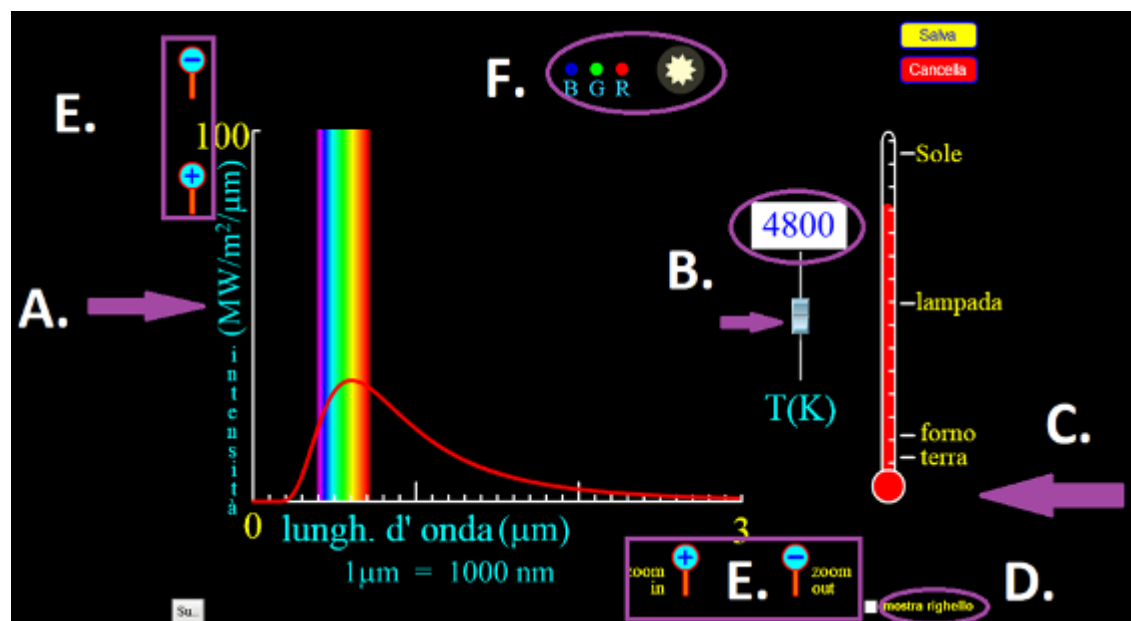 Salva
Cancella
F.
B G R
E.
100
intensità (MW/m²/μm)
A.
B.
4800
T(K)
Sole
lampada
forno
terra
C.
0
3
lungh. d' onda (μm)
1μm = 1000 nm
zoom in
E.
zoom out
D.
mostra righello
Su..